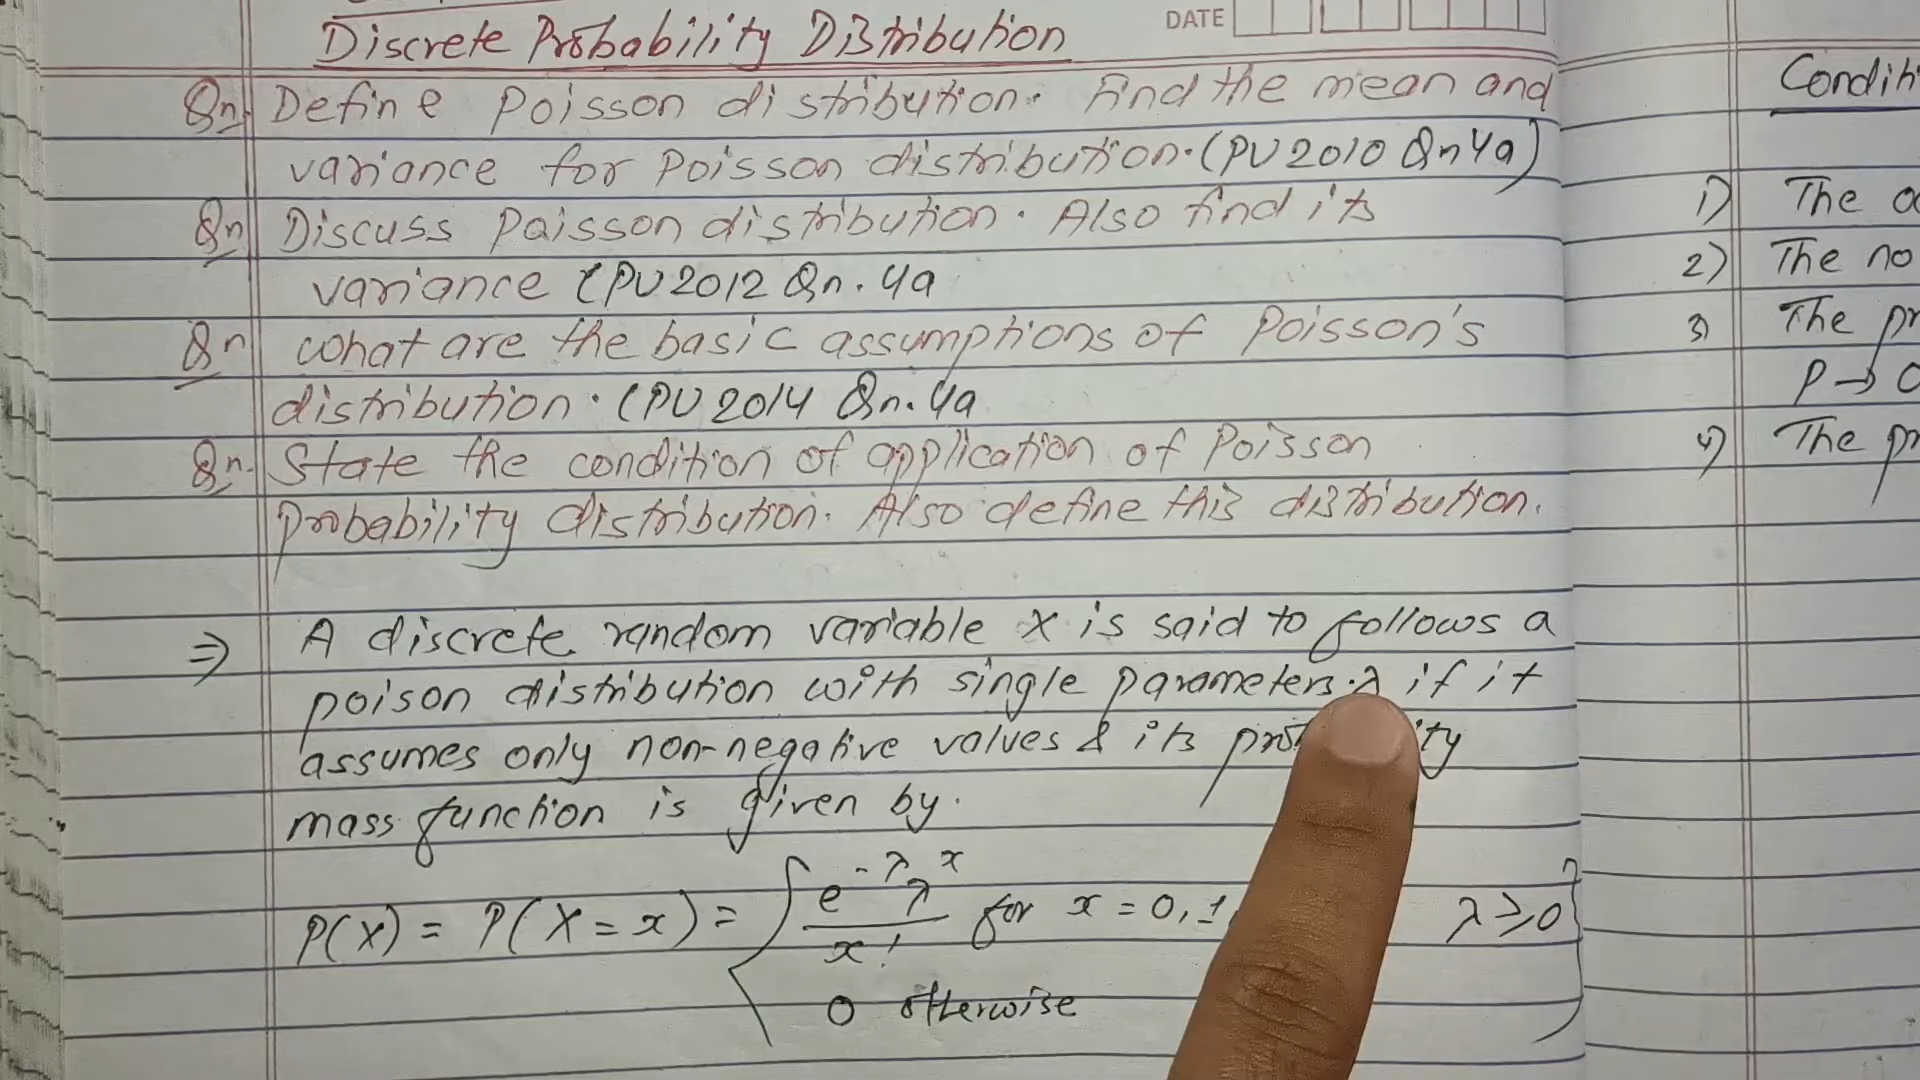 DATE
Discrete Probability Distribution
Qn. Define Poisson distribution. Find the mean and
variance for Poisson distribution. (PU 2010 Qn 4a)
Qn Discuss Poisson distribution. Also find its
variance (PU 2012 Qn. 4a
Qn what are the basic assumptions of Poisson's
distribution. (PU 2014 Qn. 4a
Qn. State the condition of application of Poisson
Probability distribution. Also define this distribution.
⇒ A discrete random variable X is said to follows a
poison distribution with single parameters λ if it
assumes only non-negative values & its
mass function is given by.
P(X) = P(X = x) = { e^-λ λ^x / x! for x = 0, 1, λ ≥ 0
0 otherwise
1) The
2) The no
3) The
P →
4) The